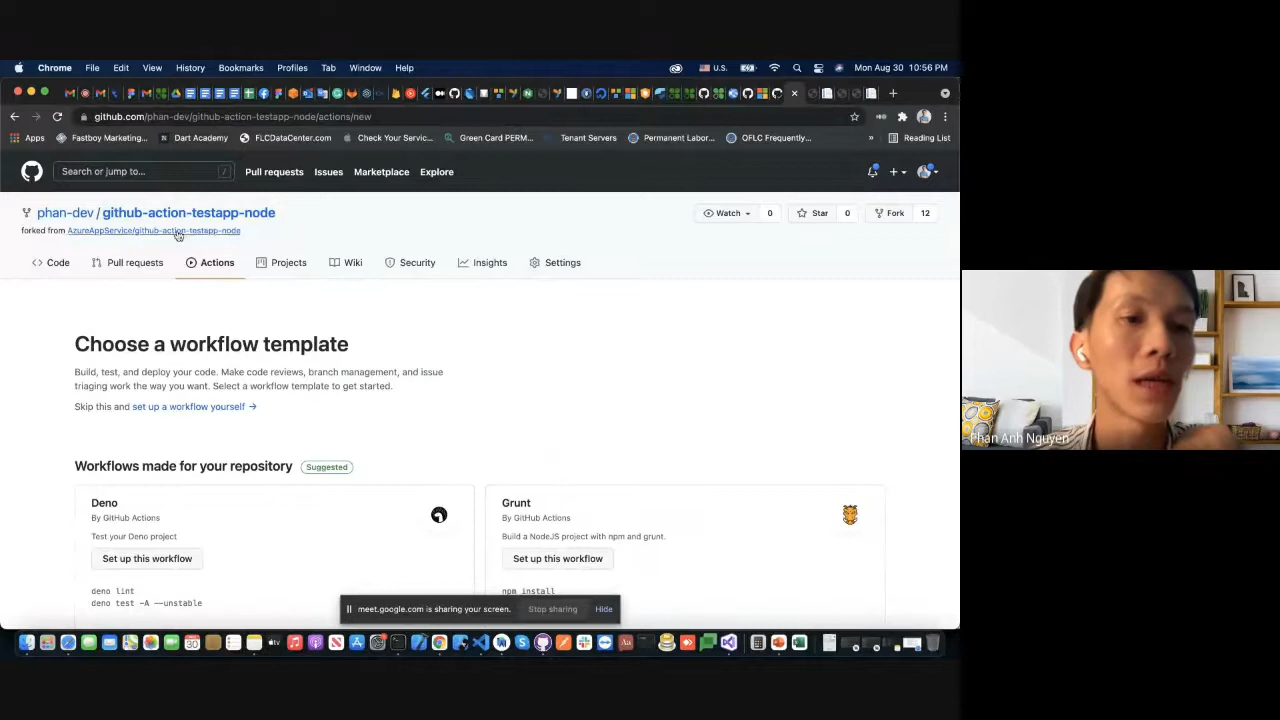 Chrome File Edit View History Bookmarks Profiles Tab Window Help U.S. Mon Aug 30 10:56 PM
github.com/phan-dev/github-action-testapp-node/actions/new
Apps Fastboy Marketing... Dart Academy FLCDataCenter.com Check Your Servic... Green Card PERM... Tenant Servers Permanent Labor... OFLC Frequently... » Reading List
Search or jump to... / Pull requests Issues Marketplace Explore
phan-dev / github-action-testapp-node Watch 0 Star 0 Fork 12
forked from AzureAppService/github-action-testapp-node
Code Pull requests Actions Projects Wiki Security Insights Settings
Choose a workflow template
Build, test, and deploy your code. Make code reviews, branch management, and issue
triaging work the way you want. Select a workflow template to get started.
Skip this and set up a workflow yourself →
Workflows made for your repository Suggested
Deno
By GitHub Actions
Test your Deno project
Set up this workflow
deno lint
deno test -A --unstable
Grunt
By GitHub Actions
Build a NodeJS project with npm and grunt.
Set up this workflow
npm install
meet.google.com is sharing your screen. Stop sharing Hide
Phan Anh Nguyen